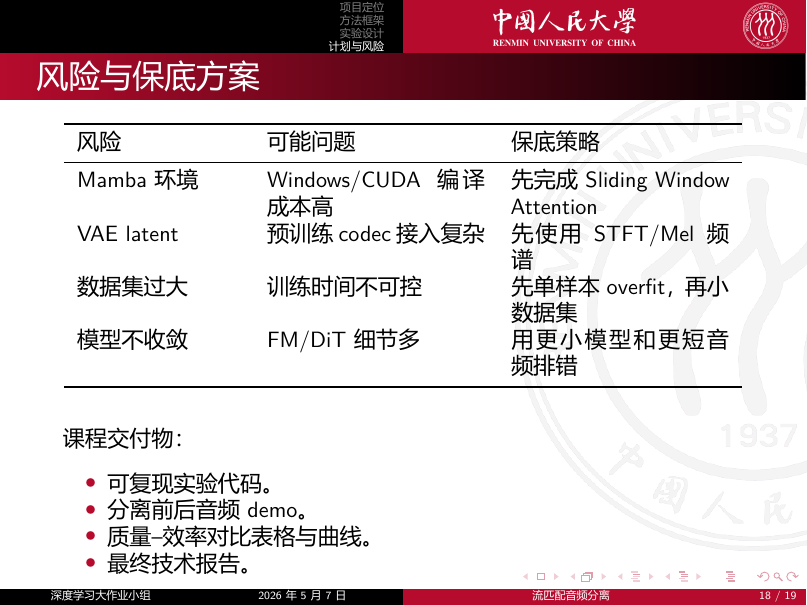 项目定位
方法框架
实验设计
计划与风险
中国人民大学
RENMIN UNIVERSITY OF CHINA
风险与保底方案
风险 可能问题 保底策略
Mamba 环境 Windows/CUDA 编译 先完成 Sliding Window
成本高 Attention
VAE latent 预训练 codec 接入复杂 先使用 STFT/Mel 频
谱
数据集过大 训练时间不可控 先单样本 overfit，再小
数据集
模型不收敛 FM/DiT 细节多 用更小模型和更短音
频排错
课程交付物：
• 可复现实验代码。
• 分离前后音频 demo。
• 质量–效率对比表格与曲线。
• 最终技术报告。
1937
中国人民
深度学习大作业小组 2026 年 5 月 7 日 流匹配音频分离 18 / 19